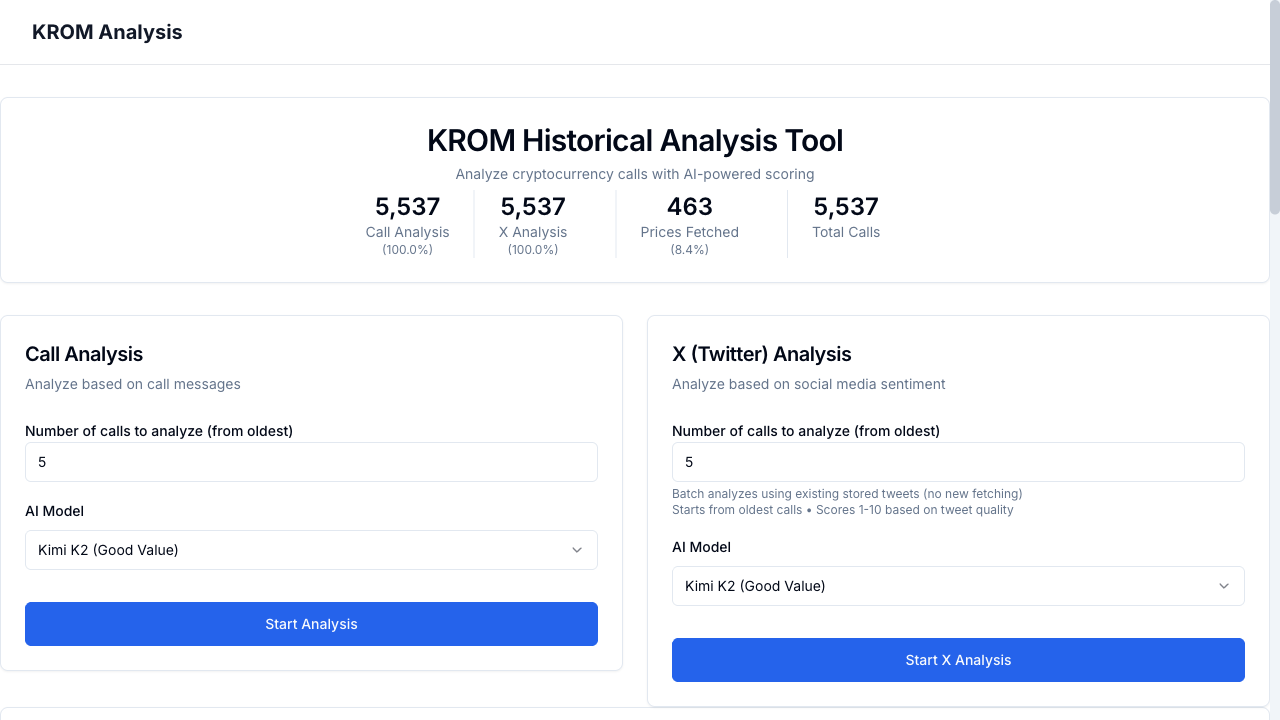 KROM Analysis
KROM Historical Analysis Tool
Analyze cryptocurrency calls with AI-powered scoring
5,537
Call Analysis
(100.0%)
5,537
X Analysis
(100.0%)
463
Prices Fetched
(8.4%)
5,537
Total Calls
Call Analysis
Analyze based on call messages
Number of calls to analyze (from oldest)
5
AI Model
Kimi K2 (Good Value)
Start Analysis
X (Twitter) Analysis
Analyze based on social media sentiment
Number of calls to analyze (from oldest)
5
Batch analyzes using existing stored tweets (no new fetching)
Starts from oldest calls • Scores 1-10 based on tweet quality
AI Model
Kimi K2 (Good Value)
Start X Analysis